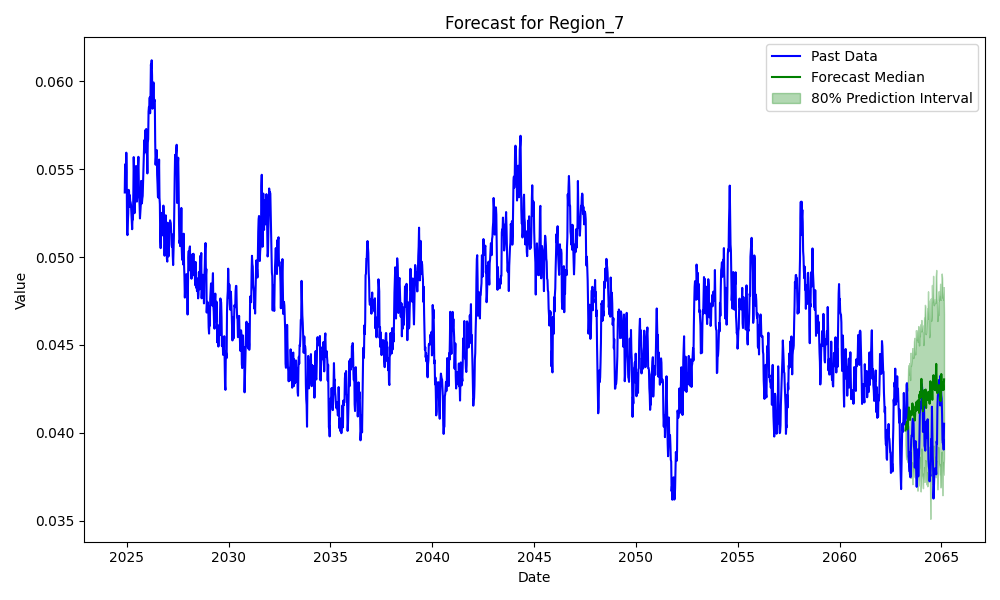 Forecast for Region_7
Past Data
Forecast Median
80% Prediction Interval
Value
0.060
0.055
0.050
0.045
0.040
0.035
2025
2030
2035
2040
2045
2050
2055
2060
2065
Date